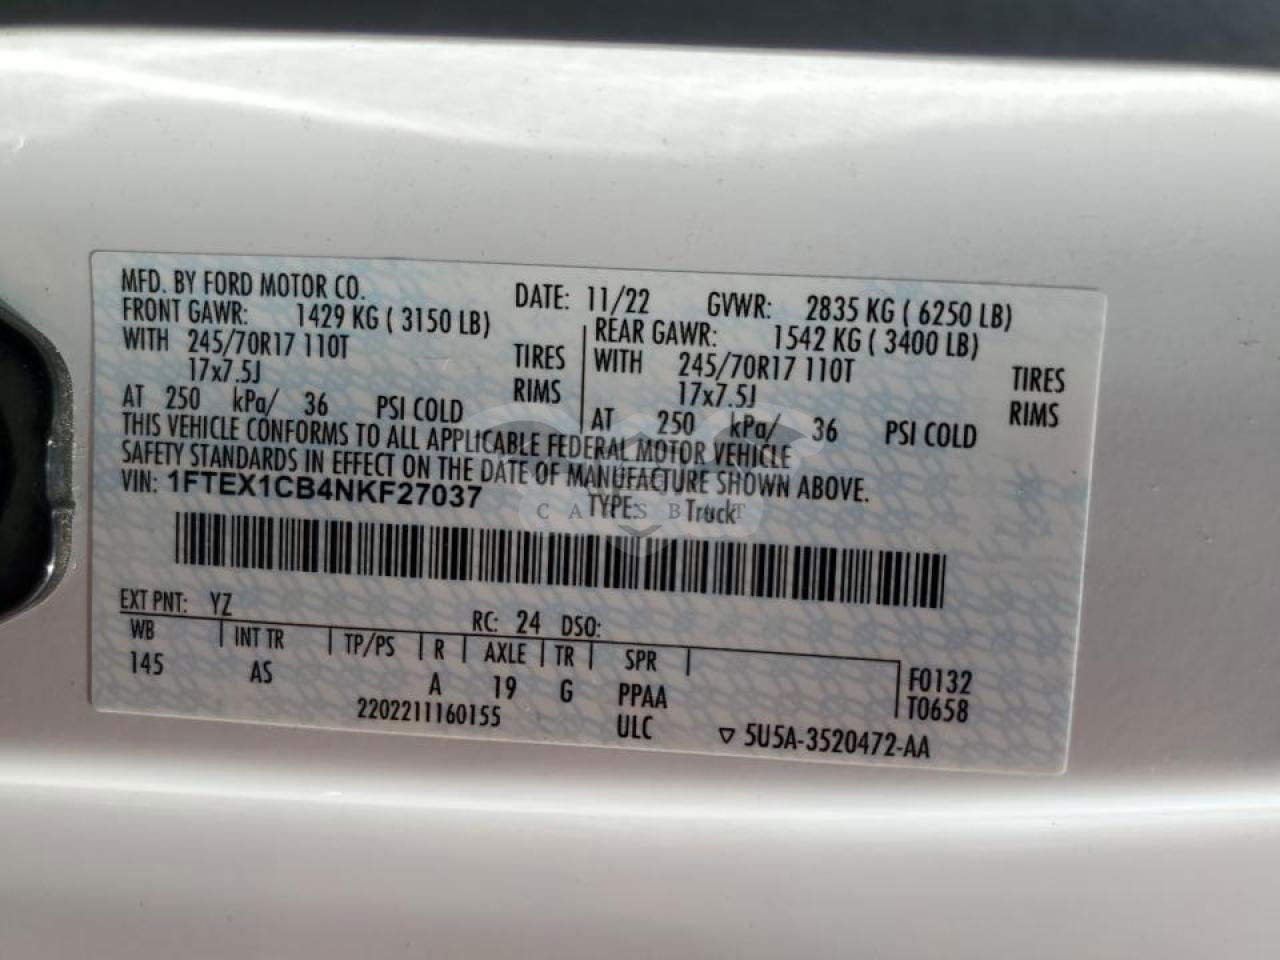 MFD. BY FORD MOTOR CO. DATE: 11/22 GVWR: 2835 KG ( 6250 LB)
FRONT GAWR: 1429 KG ( 3150 LB) REAR GAWR: 1542 KG ( 3400 LB)
WITH 245/70R17 110T TIRES WITH 245/70R17 110T TIRES
17x7.5J RIMS 17x7.5J RIMS
AT 250 kPa/ 36 PSI COLD AT 250 kPa/ 36 PSI COLD
THIS VEHICLE CONFORMS TO ALL APPLICABLE FEDERAL MOTOR VEHICLE
SAFETY STANDARDS IN EFFECT ON THE DATE OF MANUFACTURE SHOWN ABOVE.
VIN: 1FTEX1CB4NKF27037 TYPE: Truck
EXT PNT: YZ RC: 24 DSO:
WB INT TR TP/PS R AXLE TR SPR
145 AS A 19 G PPAA F0132
2202211160155 ULC T0658
▽ 5U5A-3520472-AA